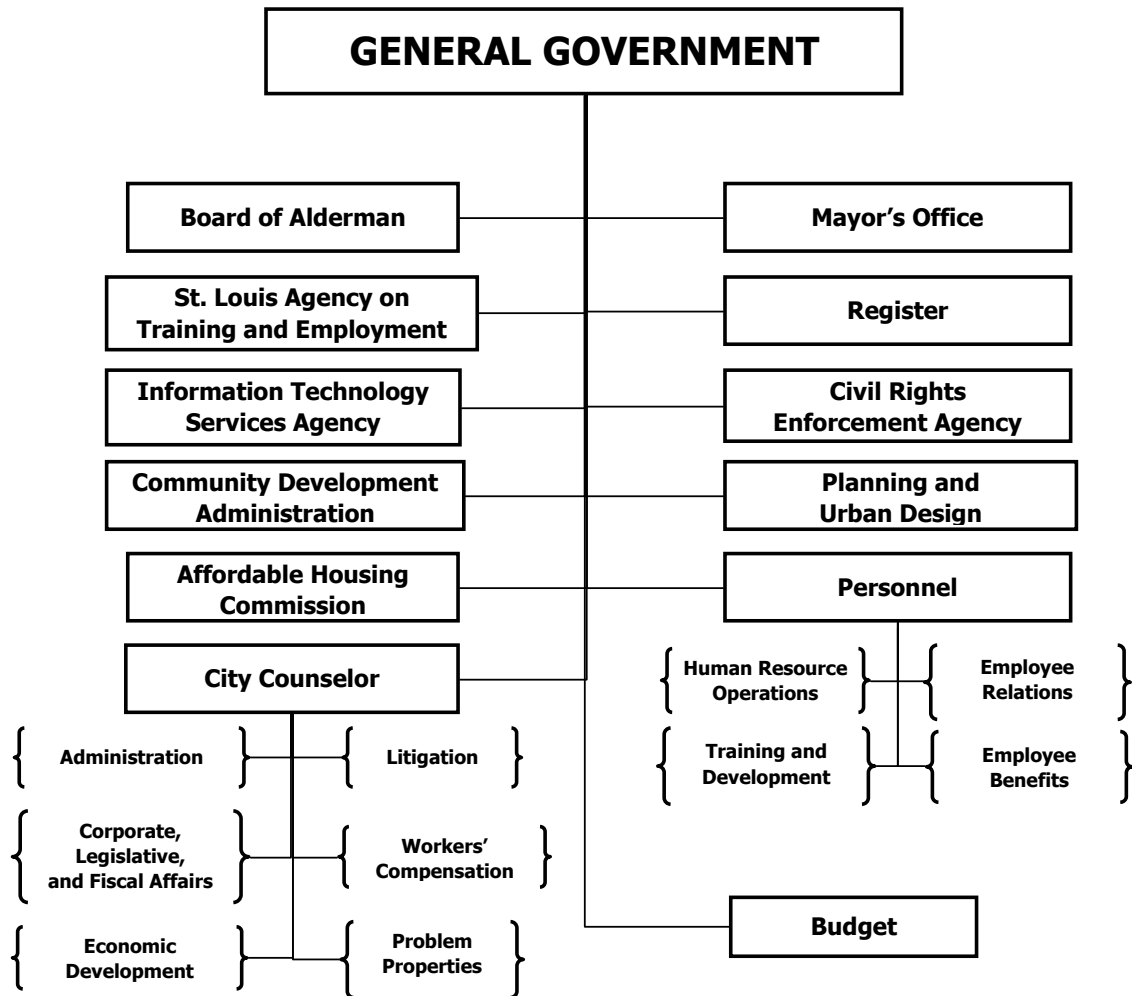 GENERAL GOVERNMENT
Board of Alderman
Mayor’s Office
St. Louis Agency on
Training and Employment
Register
Information Technology
Services Agency
Civil Rights
Enforcement Agency
Community Development
Administration
Planning and
Urban Design
Affordable Housing
Commission
Personnel
City Counselor
Human Resource
Operations
Employee
Relations
Administration
Litigation
Training and
Development
Employee
Benefits
Corporate,
Legislative,
and Fiscal Affairs
Workers’
Compensation
Economic
Development
Problem
Properties
Budget